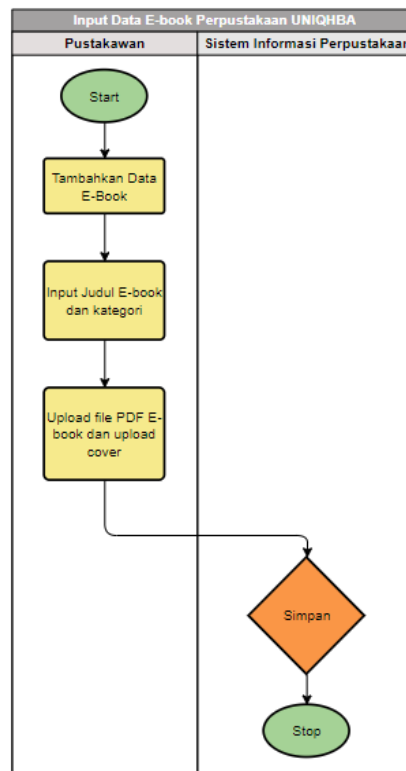 Input Data E-book Perpustakaan UNIQHBA
Pustakawan
Sistem Informasi Perpustakaan
Start
Tambahkan Data
E-Book
Input Judul E-book
dan kategori
Upload file PDF E-
book dan upload
cover
Simpan
Stop